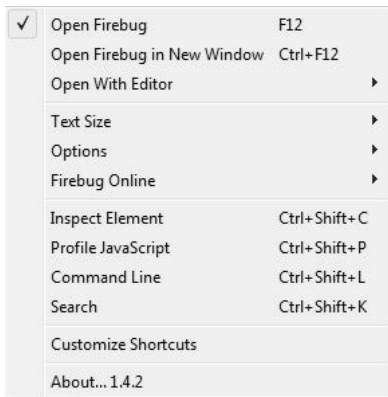 Open Firebug F12
Open Firebug in New Window Ctrl+F12
Open With Editor
Text Size
Options
Firebug Online
Inspect Element Ctrl+Shift+C
Profile JavaScript Ctrl+Shift+P
Command Line Ctrl+Shift+L
Search Ctrl+Shift+K
Customize Shortcuts
About... 1.4.2